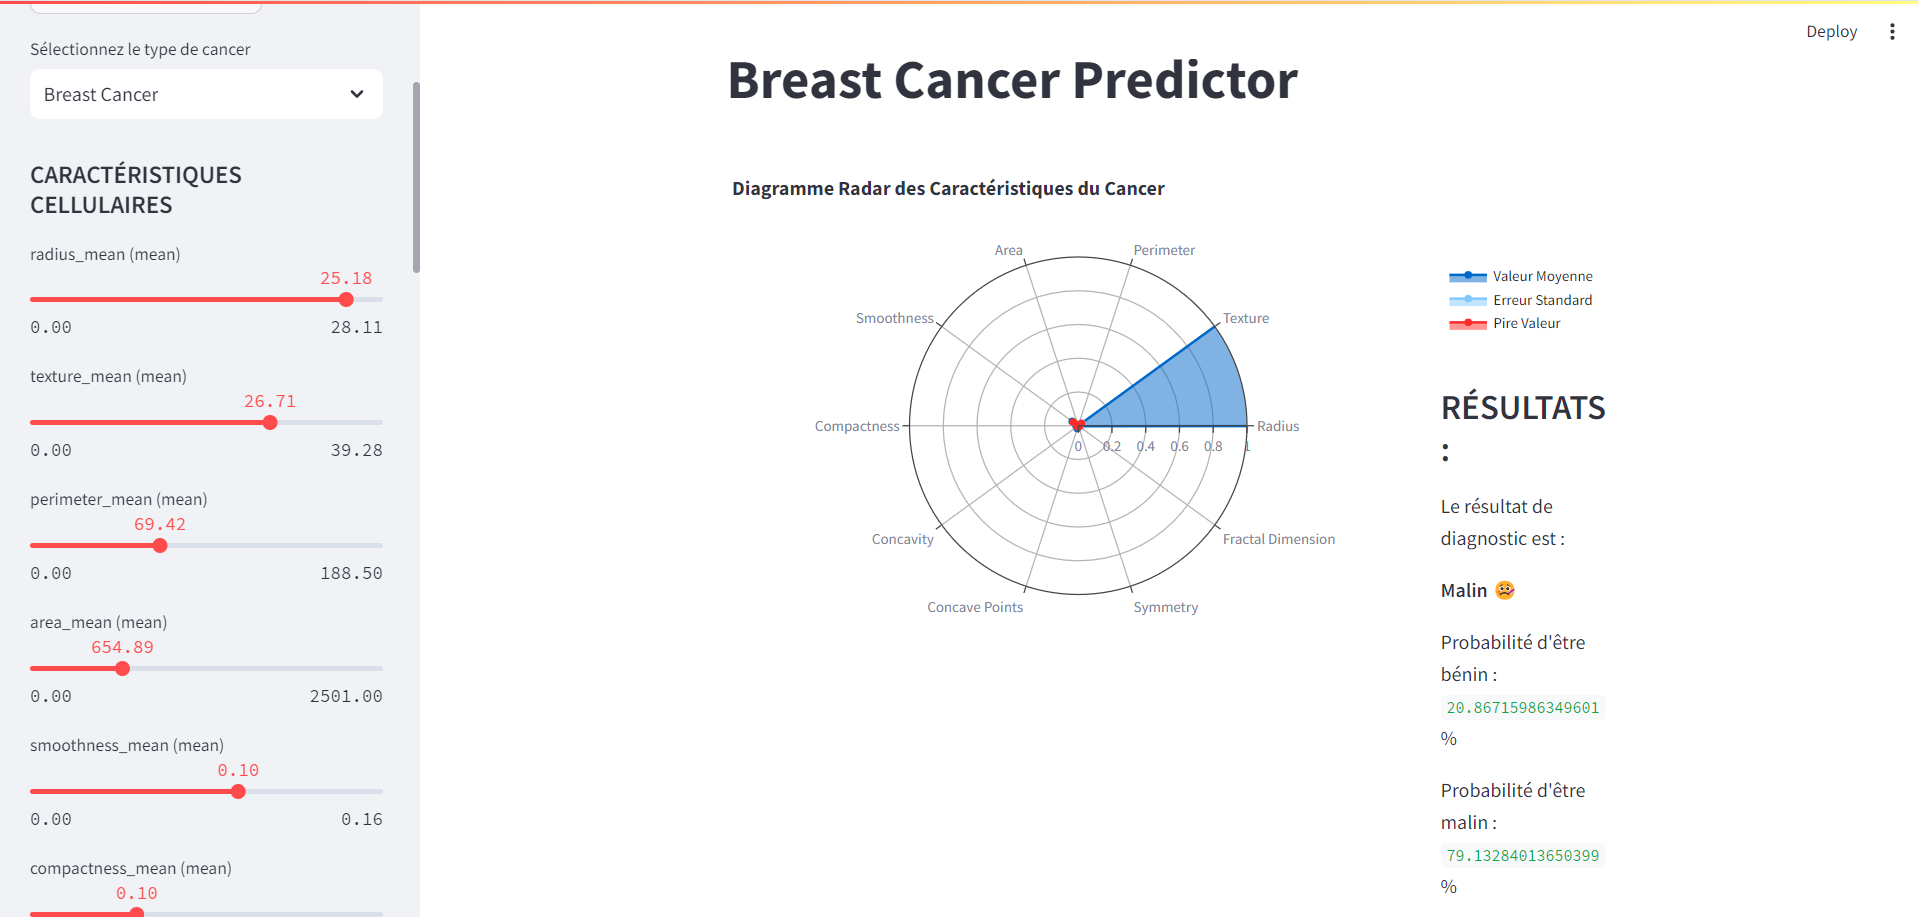 Sélectionnez le type de cancer
Breast Cancer
CARACTÉRISTIQUES
CELLULAIRES
radius_mean (mean)
25.18
0.00 28.11
texture_mean (mean)
26.71
0.00 39.28
perimeter_mean (mean)
69.42
0.00 188.50
area_mean (mean)
654.89
0.00 2501.00
smoothness_mean (mean)
0.10
0.00 0.16
compactness_mean (mean)
0.10
Deploy
Breast Cancer Predictor
Diagramme Radar des Caractéristiques du Cancer
Area Perimeter
Smoothness Texture
Compactness Radius
0 0.2 0.4 0.6 0.8 1
Concavity Fractal Dimension
Concave Points Symmetry
Valeur Moyenne
Erreur Standard
Pire Valeur
RÉSULTATS
:
Le résultat de
diagnostic est :
Malin
Probabilité d'être
bénin :
20.86715986349601
%
Probabilité d'être
malin :
79.13284013650399
%